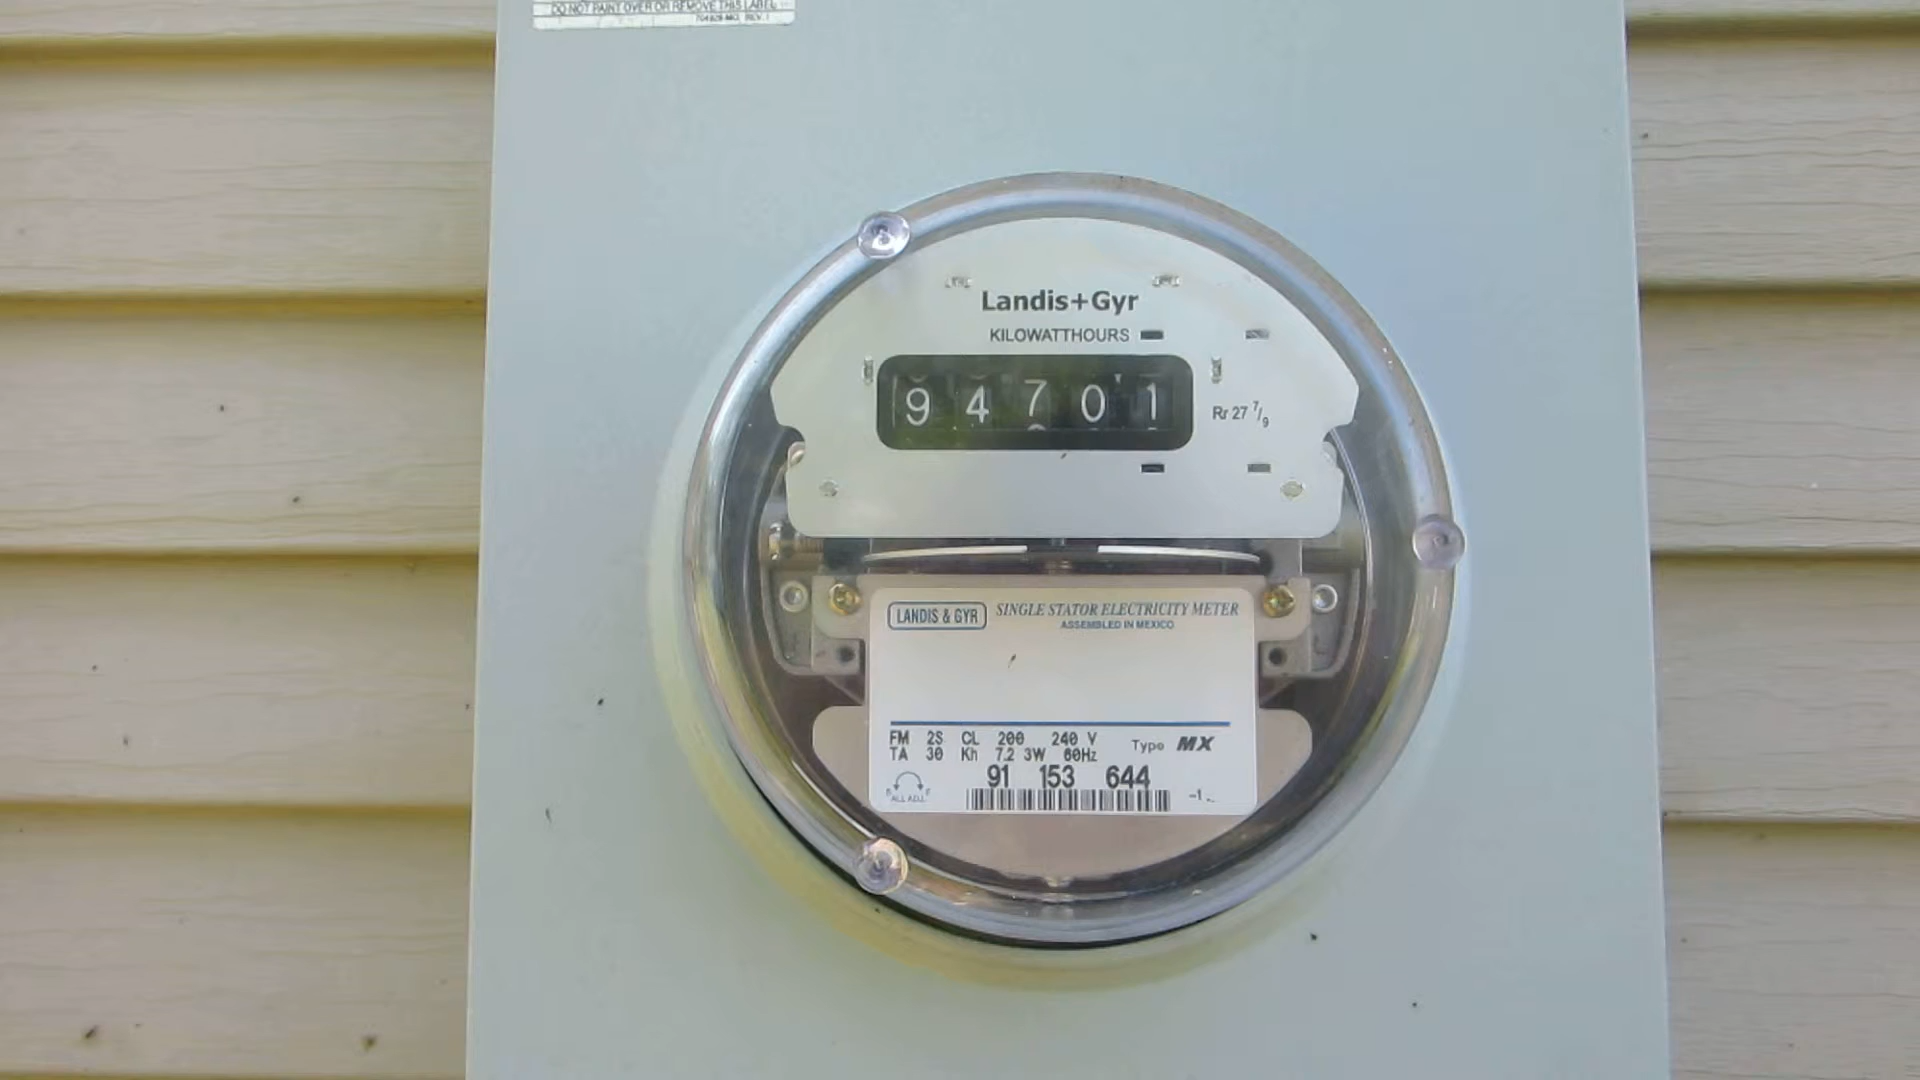 DO NOT PAINT OVER OR REMOVE THIS LABEL
Landis+Gyr
KILOWATTHOURS
94701
Rr 27 7/9
LANDIS & GYR
SINGLE STATOR ELECTRICITY METER
ASSEMBLED IN MEXICO
FM 2S CL 200 240 V
TA 30 Kh 7.2 3W 60Hz
Type MX
91 153 644
S F
ALL ADJ.